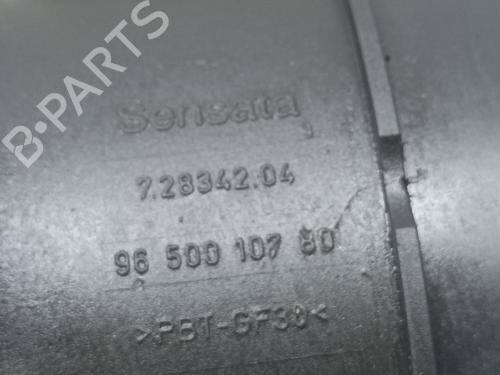 B-PARTS
Sensata
7.28342.04
96 500 107 80
>PBT-GF30<